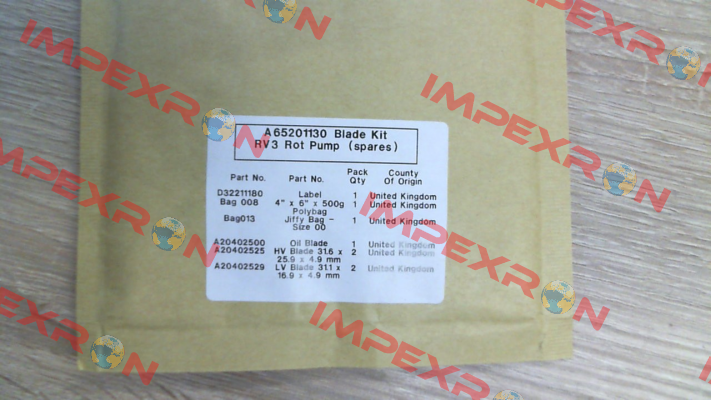 A65201130 Blade Kit
RV3 Rot Pump (spares)
Part No. Part No. Pack Qty County Of Origin
D32211180 Label 1 United Kingdom
Bag 008 4" x 6" x 500g Polybag 1 United Kingdom
Bag013 Jiffy Bag - Size 00 1 United Kingdom
A20402500 Oil Blade 1 United Kingdom
A20402525 HV Blade 31.6 x 25.9 x 4.9 mm 2 United Kingdom
A20402529 LV Blade 31.1 x 16.9 x 4.9 mm 2 United Kingdom
IMPEXRON
IMPEXRON
IMPEXRON
IMPEXRON